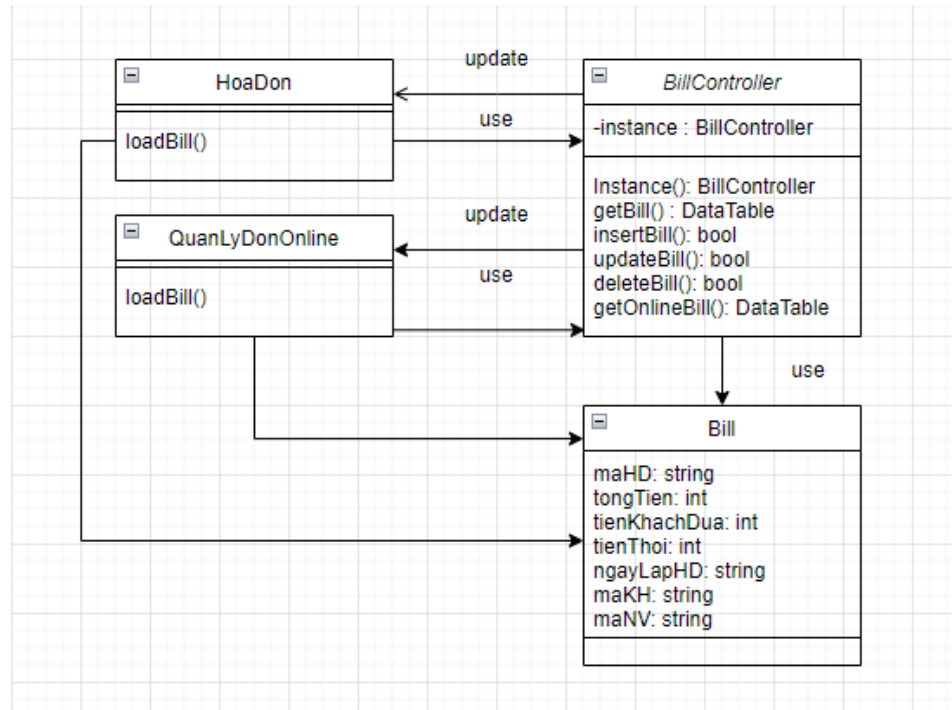 HoaDon
loadBill()
update
use
BillController
-instance : BillController
Instance(): BillController
getBill() : DataTable
insertBill(): bool
updateBill(): bool
deleteBill(): bool
getOnlineBill(): DataTable
QuanLyDonOnline
loadBill()
update
use
use
Bill
maHD: string
tongTien: int
tienKhachDua: int
tienThoi: int
ngayLapHD: string
maKH: string
maNV: string